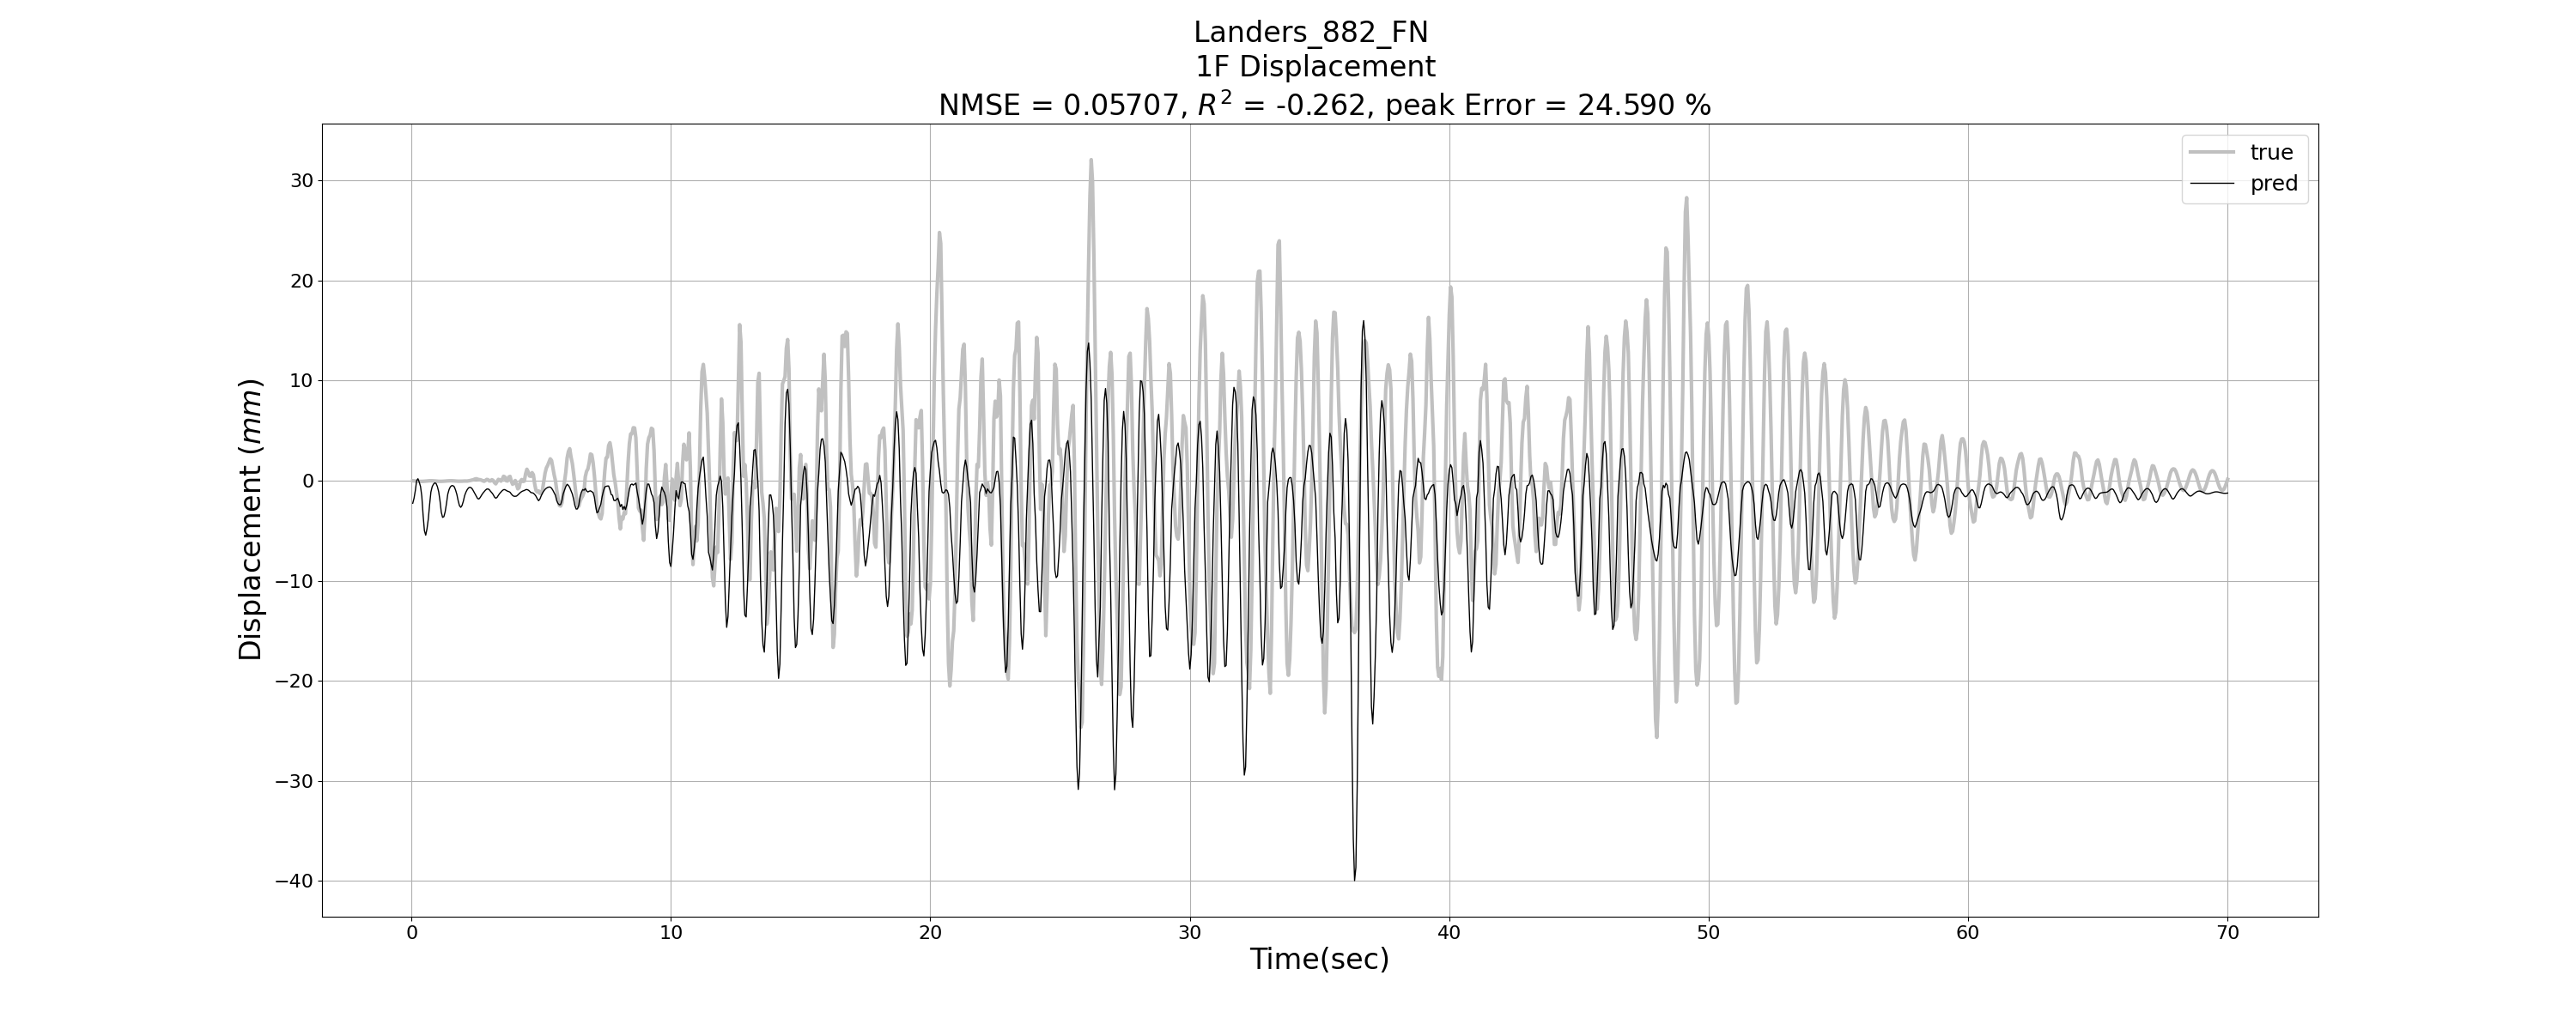 Landers_882_FN
1F Displacement
NMSE = 0.05707, R² = -0.262, peak Error = 24.590 %
true
pred
Displacement (mm)
30
20
10
0
−10
−20
−30
−40
0 10 20 30 40 50 60 70
Time(sec)